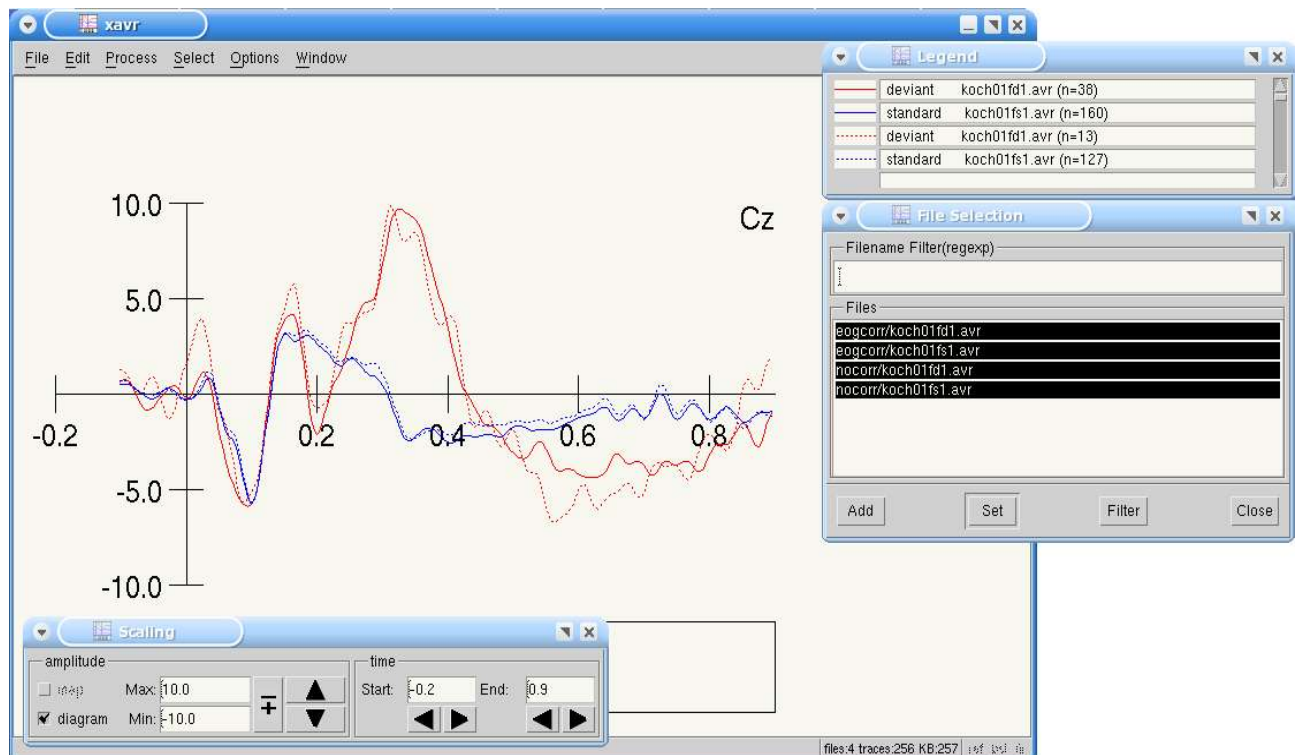 xavr
File Edit Process Select Options Window
10.0
5.0
-5.0
-10.0
-0.2 0.2 0.4 0.6 0.8
Cz
Legend
deviant koch01fd1.avr (n=38)
standard koch01fs1.avr (n=160)
deviant koch01fd1.avr (n=13)
standard koch01fs1.avr (n=127)
File Selection
Filename Filter(regexp)
Files
eogcorr/koch01fd1.avr
eogcorr/koch01fs1.avr
nocorr/koch01fd1.avr
nocorr/koch01fs1.avr
Add Set Filter Close
Scaling
amplitude
map Max: 10.0
diagram Min: -10.0
time
Start: -0.2 End: 0.9
files:4 traces:256 KB:257